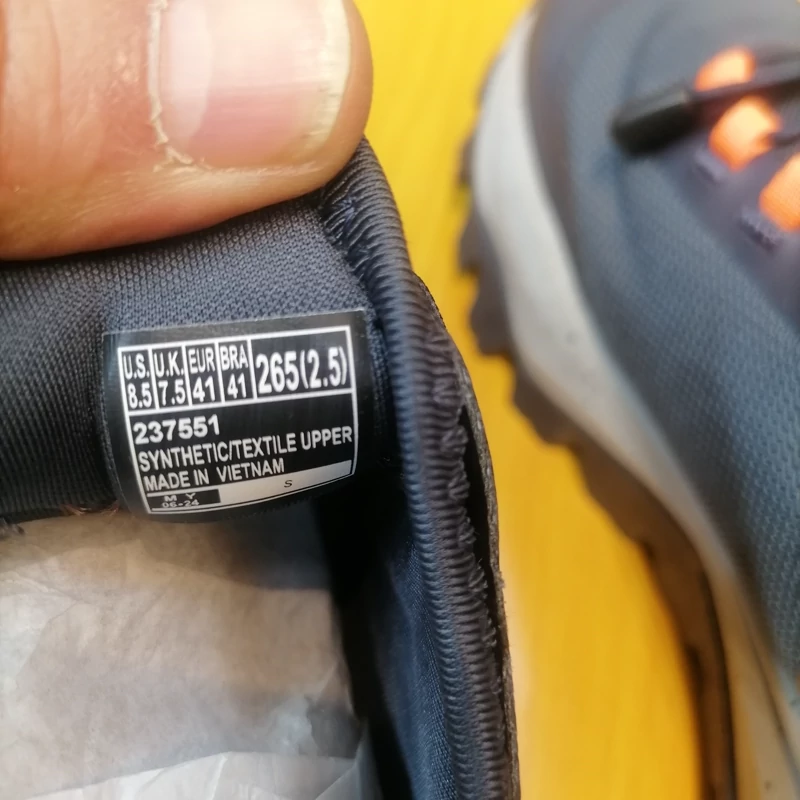 U.S. U.K. EUR BRA 265(2.5)
8.5 7.5 41 41
237551
SYNTHETIC/TEXTILE UPPER
MADE IN VIETNAM
M Y S
06-24